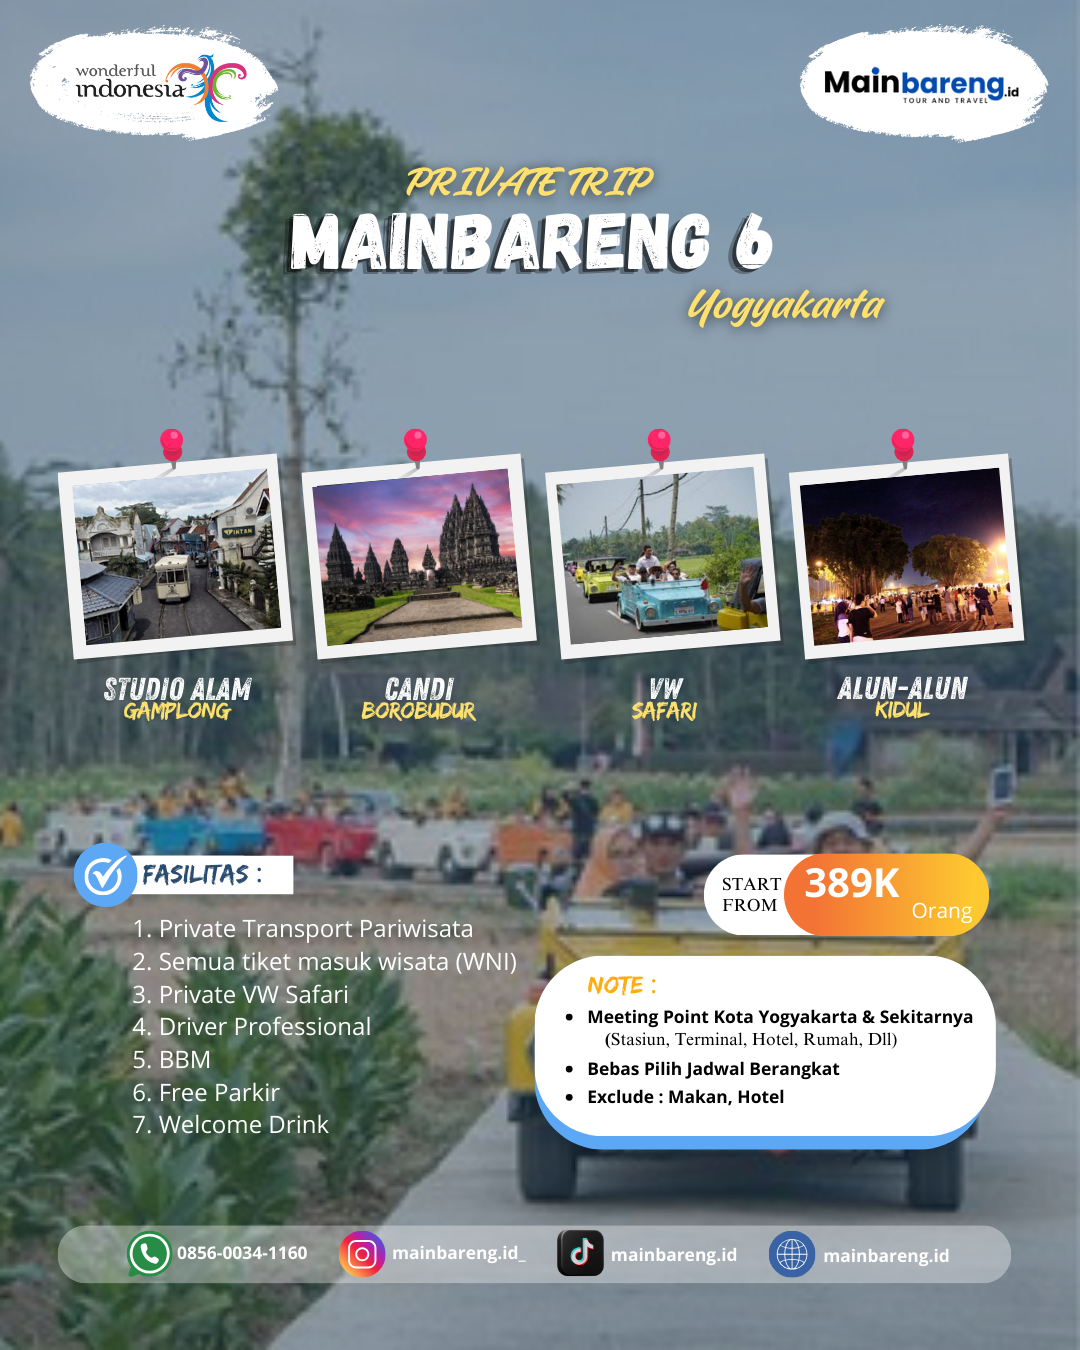 wonderful
indonesia
Mainbareng.id
TOUR AND TRAVEL
PRIVATE TRIP
MAINBARENG 6
Yogyakarta
INTAN
STUDIO ALAM
GAMPLONG
CANDI
BOROBUDUR
VW
SAFARI
ALUN-ALUN
KIDUL
FASILITAS :
1. Private Transport Pariwisata
2. Semua tiket masuk wisata (WNI)
3. Private VW Safari
4. Driver Professional
5. BBM
6. Free Parkir
7. Welcome Drink
START
FROM
389K
Orang
NOTE :
• Meeting Point Kota Yogyakarta & Sekitarnya
(Stasiun, Terminal, Hotel, Rumah, Dll)
• Bebas Pilih Jadwal Berangkat
• Exclude : Makan, Hotel
0856-0034-1160
mainbareng.id_
mainbareng.id
mainbareng.id